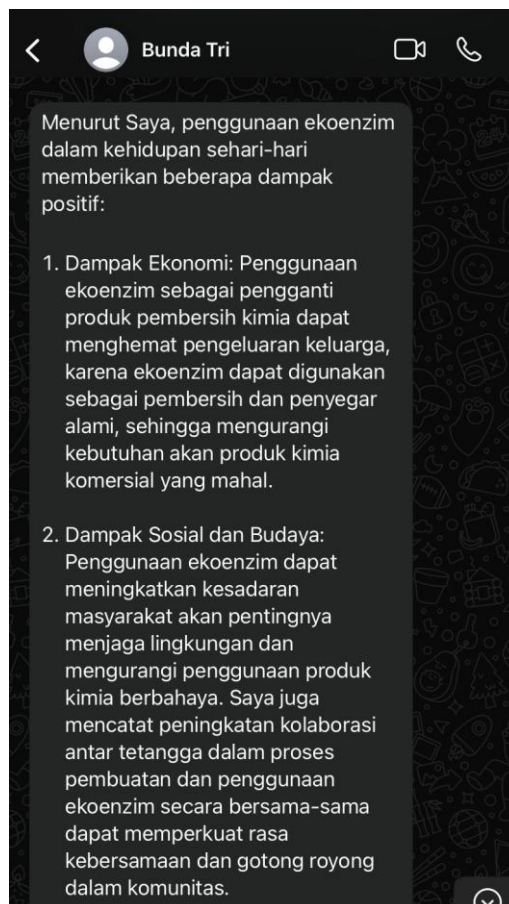 Bunda Tri
Menurut Saya, penggunaan ekoenzim
dalam kehidupan sehari-hari
memberikan beberapa dampak
positif:
1. Dampak Ekonomi: Penggunaan
ekoenzim sebagai pengganti
produk pembersih kimia dapat
menghemat pengeluaran keluarga,
karena ekoenzim dapat digunakan
sebagai pembersih dan penyegar
alami, sehingga mengurangi
kebutuhan akan produk kimia
komersial yang mahal.
2. Dampak Sosial dan Budaya:
Penggunaan ekoenzim dapat
meningkatkan kesadaran
masyarakat akan pentingnya
menjaga lingkungan dan
mengurangi penggunaan produk
kimia berbahaya. Saya juga
mencatat peningkatan kolaborasi
antar tetangga dalam proses
pembuatan dan penggunaan
ekoenzim secara bersama-sama
dapat memperkuat rasa
kebersamaan dan gotong royong
dalam komunitas.